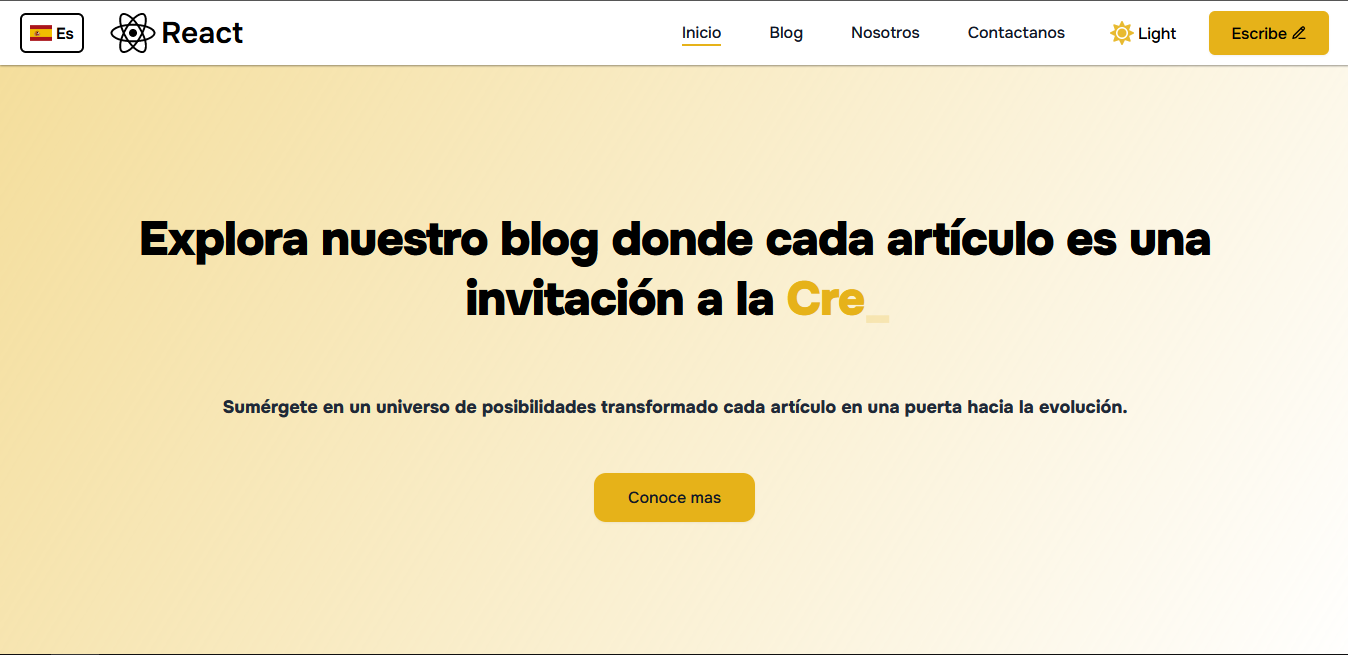 Es
React
Inicio
Blog
Nosotros
Contactanos
Light
Escribe
Explora nuestro blog donde cada artículo es una
invitación a la Cre_
Sumérgete en un universo de posibilidades transformado cada artículo en una puerta hacia la evolución.
Conoce mas